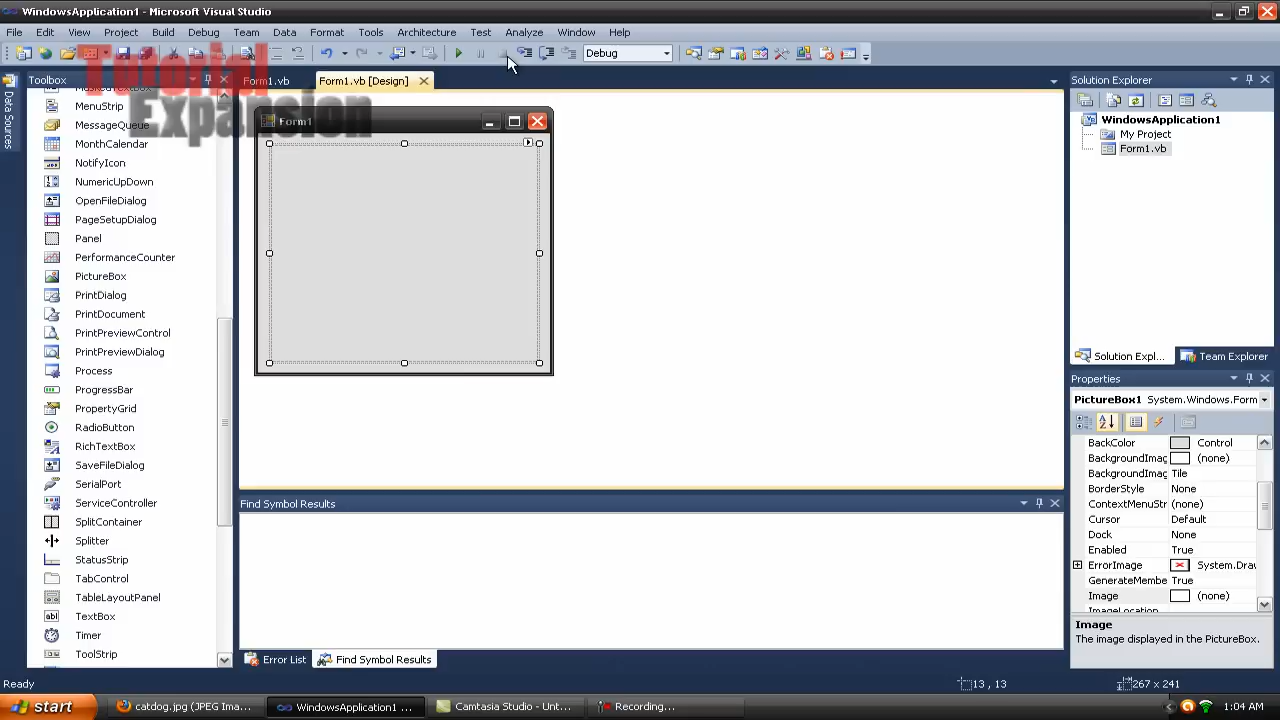 WindowsApplication1 - Microsoft Visual Studio
File Edit View Project Build Debug Team Format Data Tools Architecture Test Analyze Window Help
Debug
Tutorial
Expansion
Toolbox
Data Sources
MaskedTextBox
MenuStrip
MessageQueue
MonthCalendar
NotifyIcon
NumericUpDown
OpenFileDialog
PageSetupDialog
Panel
PerformanceCounter
PictureBox
PrintDialog
PrintDocument
PrintPreviewControl
PrintPreviewDialog
Process
ProgressBar
PropertyGrid
RadioButton
RichTextBox
SaveFileDialog
SerialPort
ServiceController
SplitContainer
Splitter
StatusStrip
TabControl
TableLayoutPanel
TextBox
Timer
ToolStrip
Form1.vb Form1.vb [Design]
Form1
Find Symbol Results
Error List Find Symbol Results
Solution Explorer
WindowsApplication1
My Project
Form1.vb
Solution Expl... Team Explorer
Properties
PictureBox1 System.Windows.Form
BackColor Control
BackgroundImag (none)
BackgroundImag Tile
BorderStyle None
ContextMenuStr (none)
Cursor Default
Dock None
Enabled True
ErrorImage System.Drav
GenerateMembe True
Image (none)
ImageLocation
Image
The image displayed in the PictureBox.
Ready 13 , 13 267 x 241
start catdog.jpg (JPEG Ima... WindowsApplication1 ... Camtasia Studio - Unt... Recording... 1:04 AM